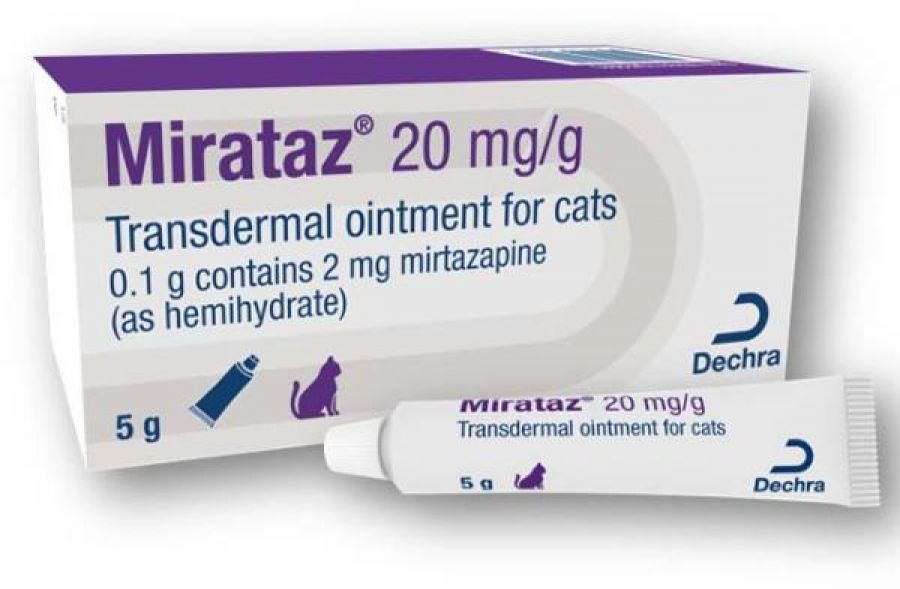 Mirataz® 20 mg/g
Transdermal ointment for cats
0.1 g contains 2 mg mirtazapine
(as hemihydrate)
5 g
Dechra
Mirataz® 20 mg/g
Transdermal ointment for cats
5 g
Dechra